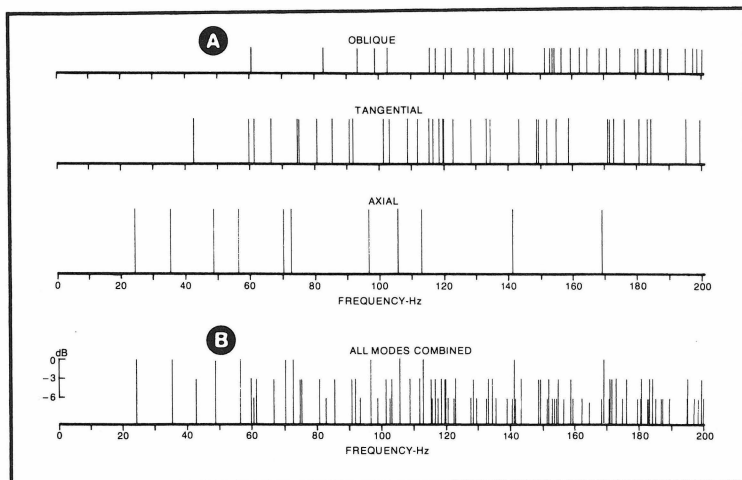 A
OBLIQUE
TANGENTIAL
AXIAL
0 20 40 60 80 100 120 140 160 180 200
FREQUENCY-Hz
B
ALL MODES COMBINED
dB
0
-3
-6
0 20 40 60 80 100 120 140 160 180 200
FREQUENCY-Hz